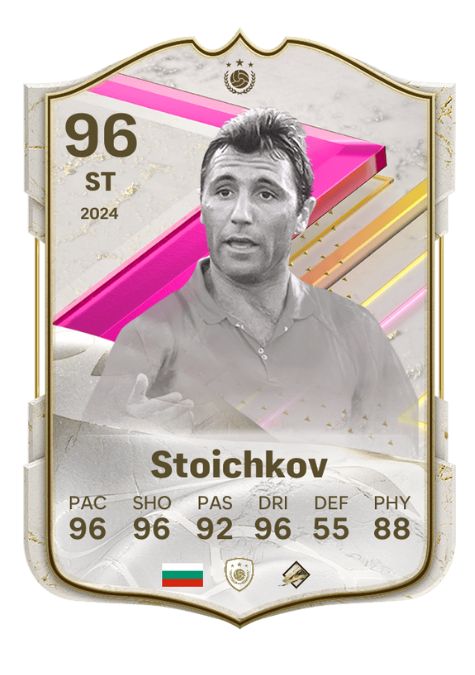 96
ST
2024
Stoichkov
PAC SHO PAS DRI DEF PHY
96 96 92 96 55 88